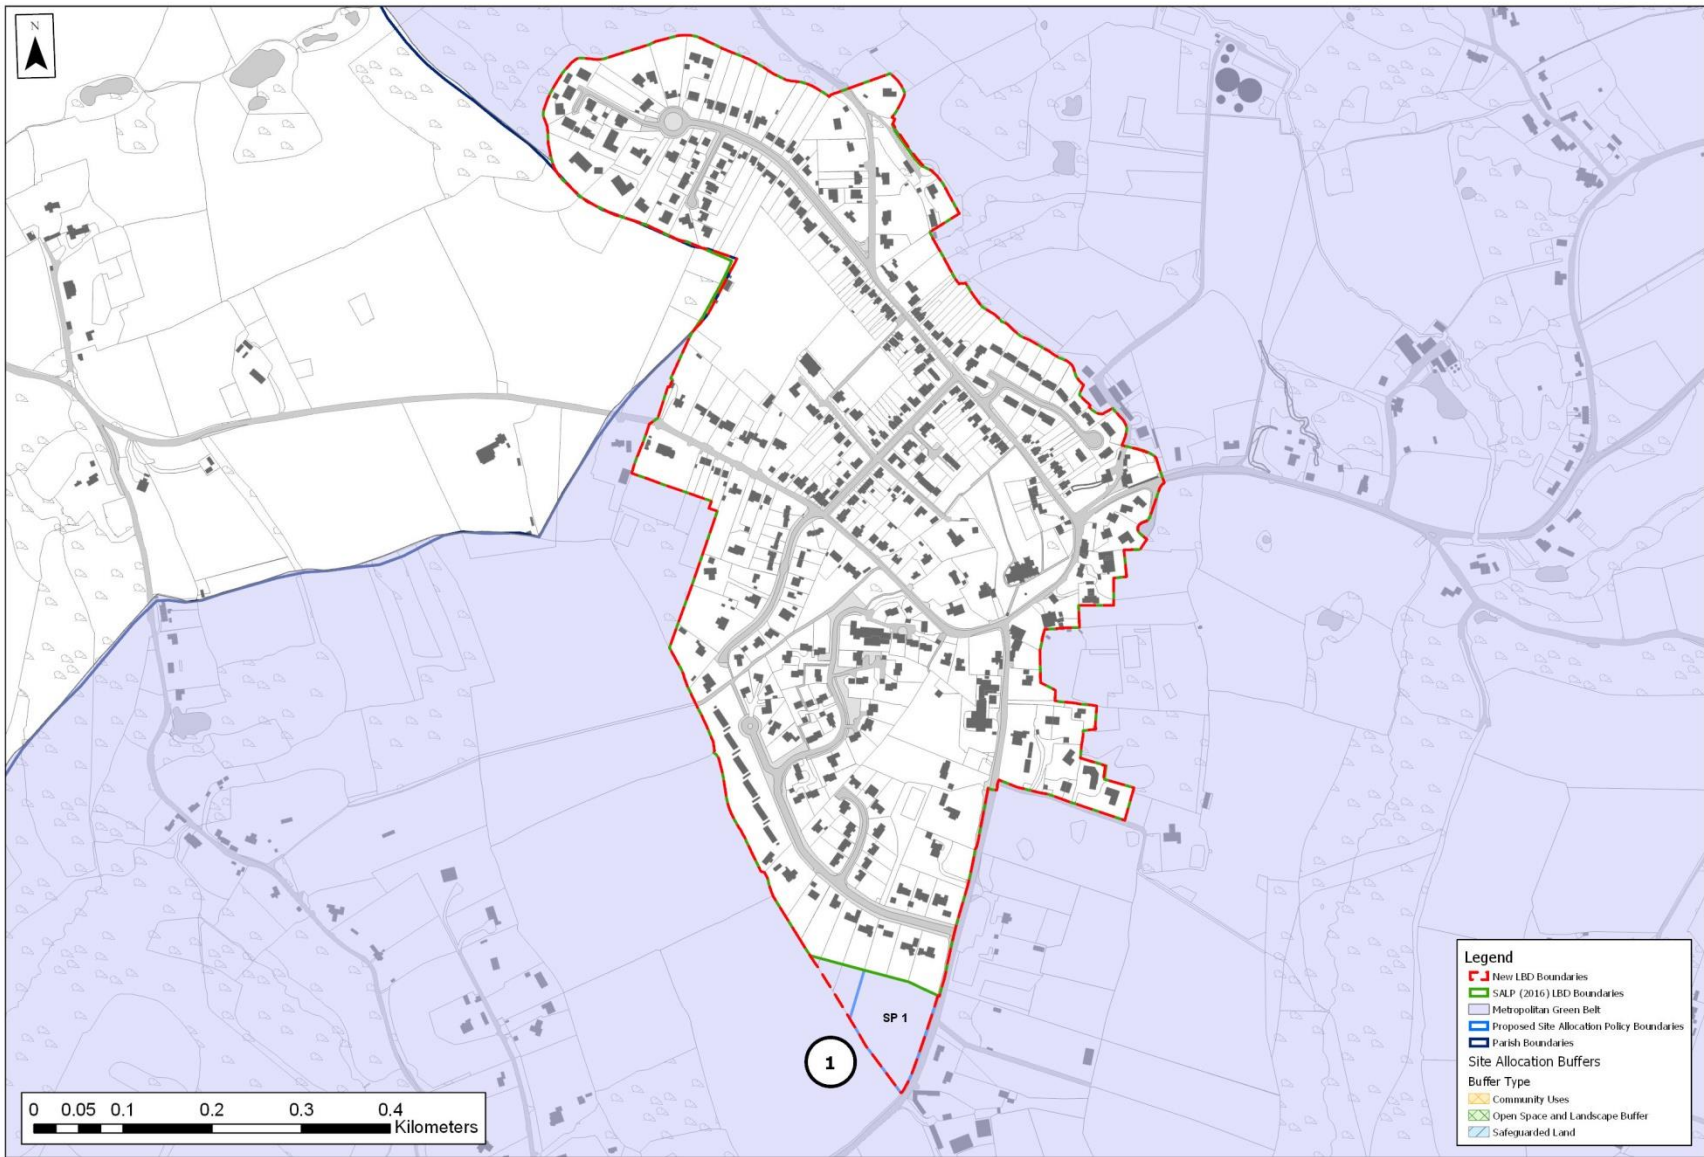 N
SP 1
1
0 0.05 0.1 0.2 0.3 0.4
Kilometers
Legend
New LBD Boundaries
SALP (2016) LBD Boundaries
Metropolitan Green Belt
Proposed Site Allocation Policy Boundaries
Parish Boundaries
Site Allocation Buffers
Buffer Type
Community Uses
Open Space and Landscape Buffer
Safeguarded Land